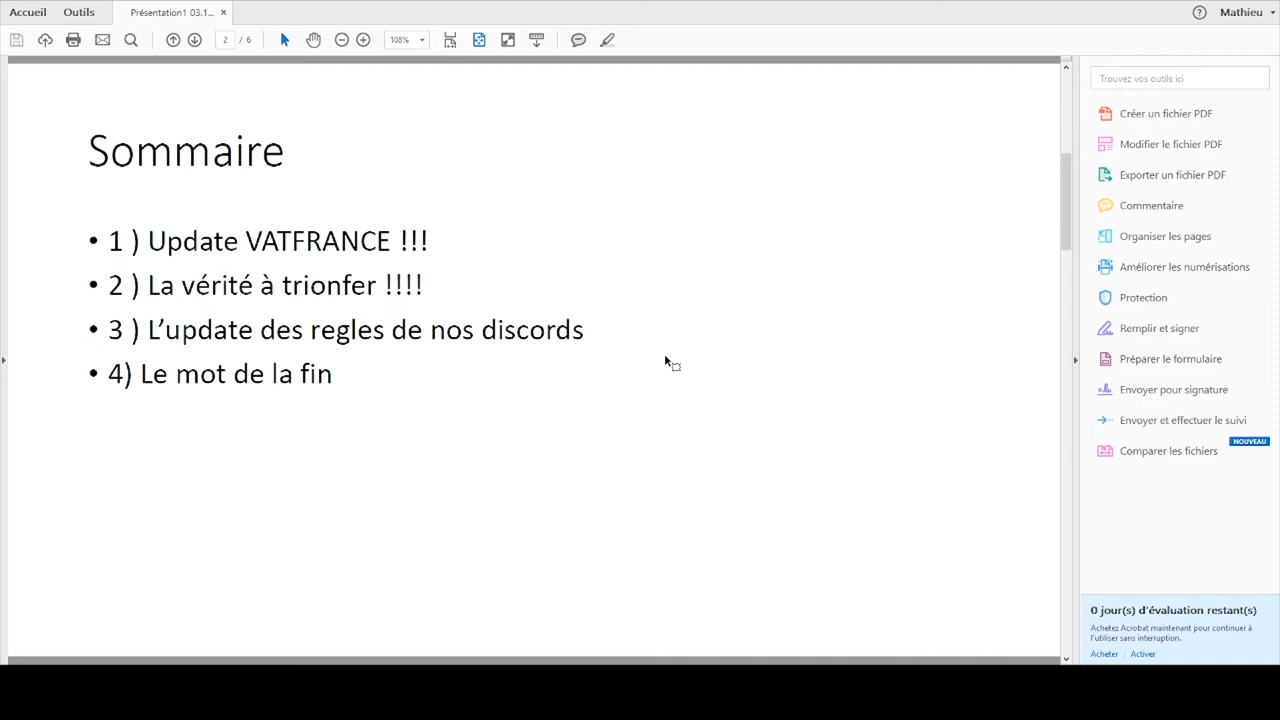 Accueil Outils Présentation1 03.1... ×
? Mathieu
2 / 6 108%
Sommaire
• 1 ) Update VATFRANCE !!!
• 2 ) La vérité à trionfer !!!!
• 3 ) L’update des regles de nos discords
• 4) Le mot de la fin
Trouvez vos outils ici
Créer un fichier PDF
Modifier le fichier PDF
Exporter un fichier PDF
Commentaire
Organiser les pages
Améliorer les numérisations
Protection
Remplir et signer
Préparer le formulaire
Envoyer pour signature
Envoyer et effectuer le suivi
NOUVEAU
Comparer les fichiers
0 jour(s) d’évaluation restant(s)
Achetez Acrobat maintenant pour continuer à
l’utiliser sans interruption.
Acheter | Activer